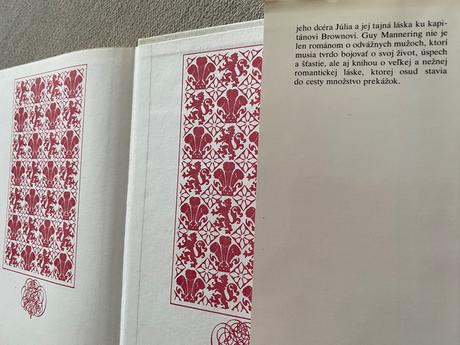 jeho dcéra Júlia a jej tajná láska ku kapi-
tánovi Brownovi. Guy Mannering nie je
len románom o odvážnych mužoch, ktorí
musia tvrdo bojovať o svoj život, úspech
a šťastie, ale aj knihou o veľkej a nežnej
romantickej láske, ktorej osud stavia
do cesty množstvo prekážok.